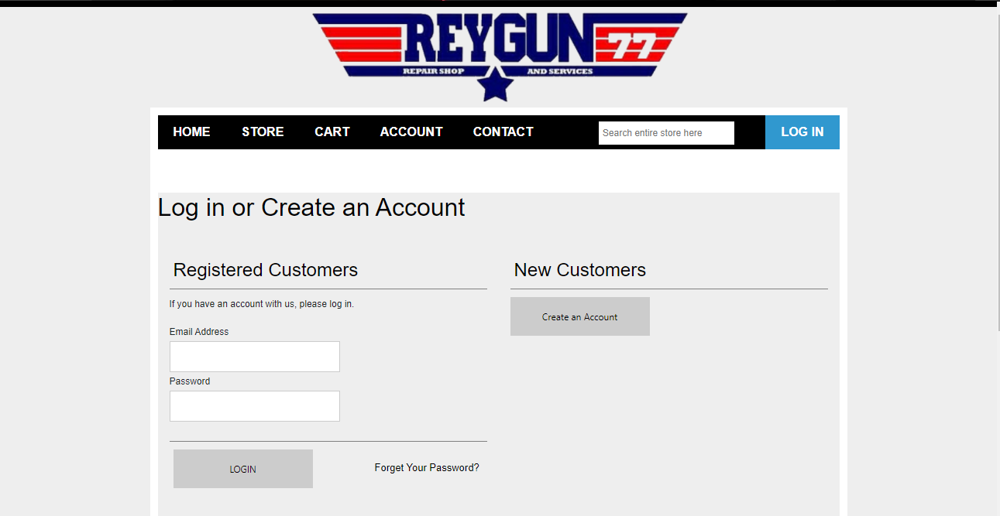 REYGUN 77
REPAIR SHOP AND SERVICES
HOME STORE CART ACCOUNT CONTACT Search entire store here LOG IN
Log in or Create an Account
Registered Customers
If you have an account with us, please log in.
Email Address
Password
LOGIN
Forget Your Password?
New Customers
Create an Account